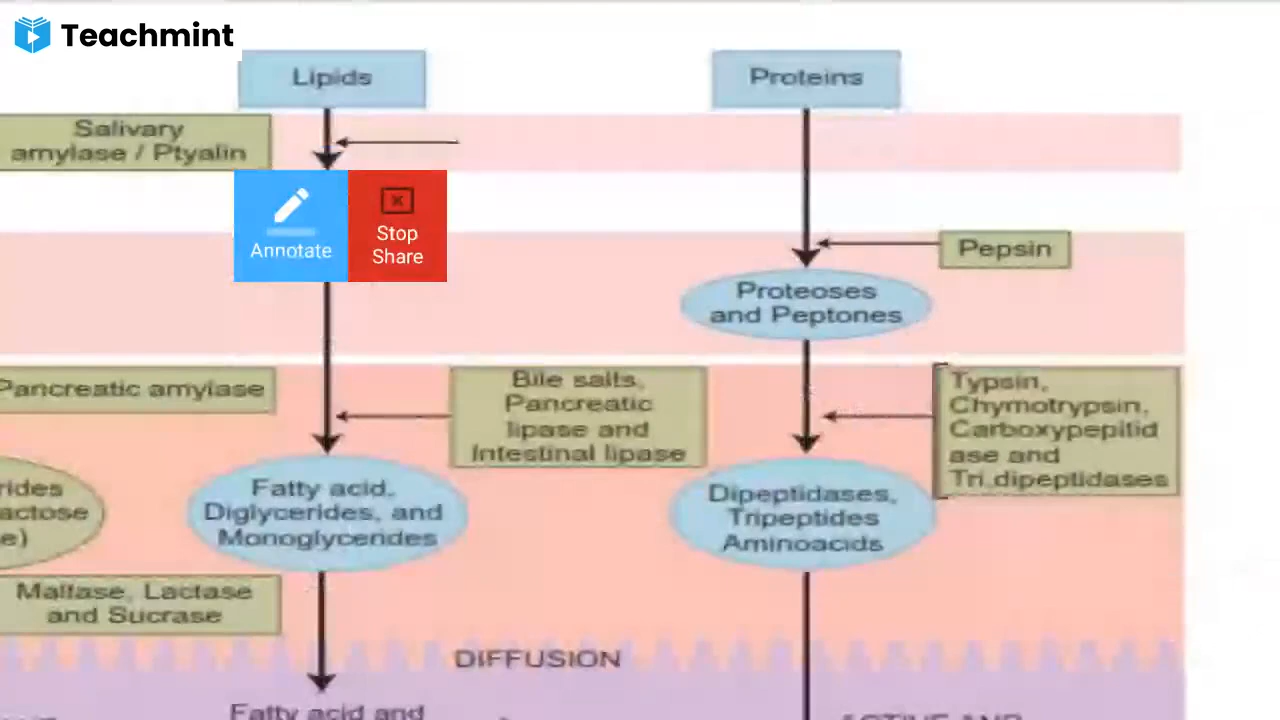 Teachmint
Lipids
Proteins
Salivary
amylase / Ptyalin
Annotate
Stop
Share
Pepsin
Proteoses
and Peptones
Pancreatic amylase
Bile salts,
Pancreatic
lipase and
Intestinal lipase
Typsin,
Chymotrypsin,
Carboxypepitid
ase and
Tri,dipeptidases
Fatty acid,
Diglycerides, and
Monoglycerides
Dipeptidases,
Tripeptides
Aminoacids
Maltase, Lactase
and Sucrase
DIFFUSION
Fatty acid and
ACTIVE AND